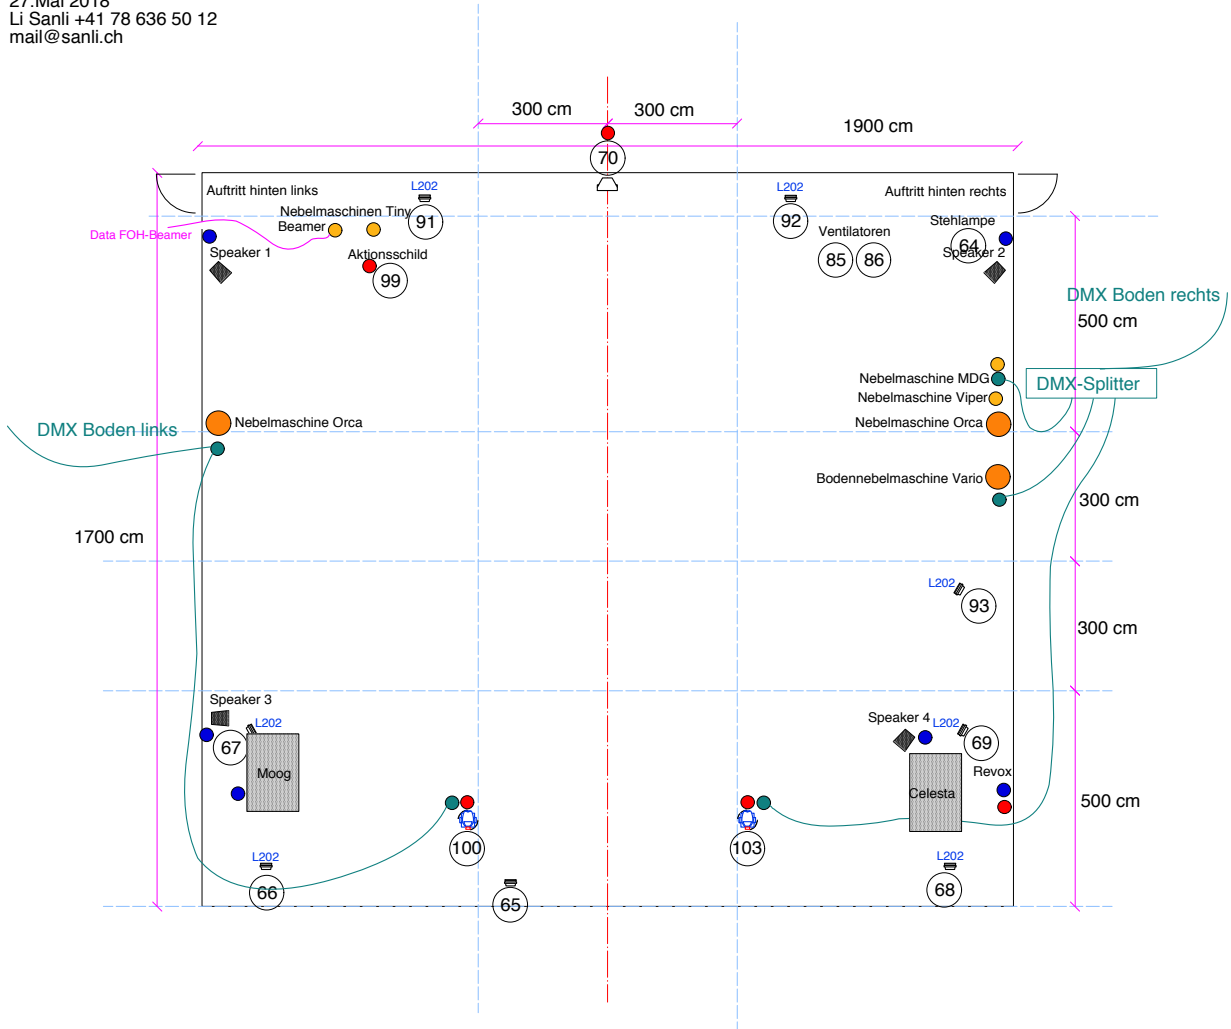 27.Mai 2018
Li Sanli +41 78 636 50 12
mail@sanli.ch
300 cm
300 cm
1900 cm
70
Auftritt hinten links
L202
L202
Auftritt hinten rechts
Nebelmaschinen Tiny
Beamer
91
92
Stehlampe
Data FOH-Beamer
Ventilatoren
64
Speaker 1
Aktionsschild
Speaker 2
99
85
86
DMX Boden rechts
500 cm
Nebelmaschine MDG
DMX-Splitter
Nebelmaschine Viper
DMX Boden links
Nebelmaschine Orca
Nebelmaschine Orca
Bodennebelmaschine Vario
300 cm
1700 cm
L202
93
300 cm
Speaker 3
L202
Speaker 4
L202
67
69
Moog
Revox
Celesta
500 cm
100
103
L202
L202
66
65
68